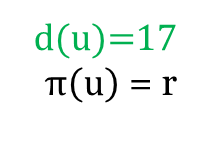 d(u)=17
π(u) = r